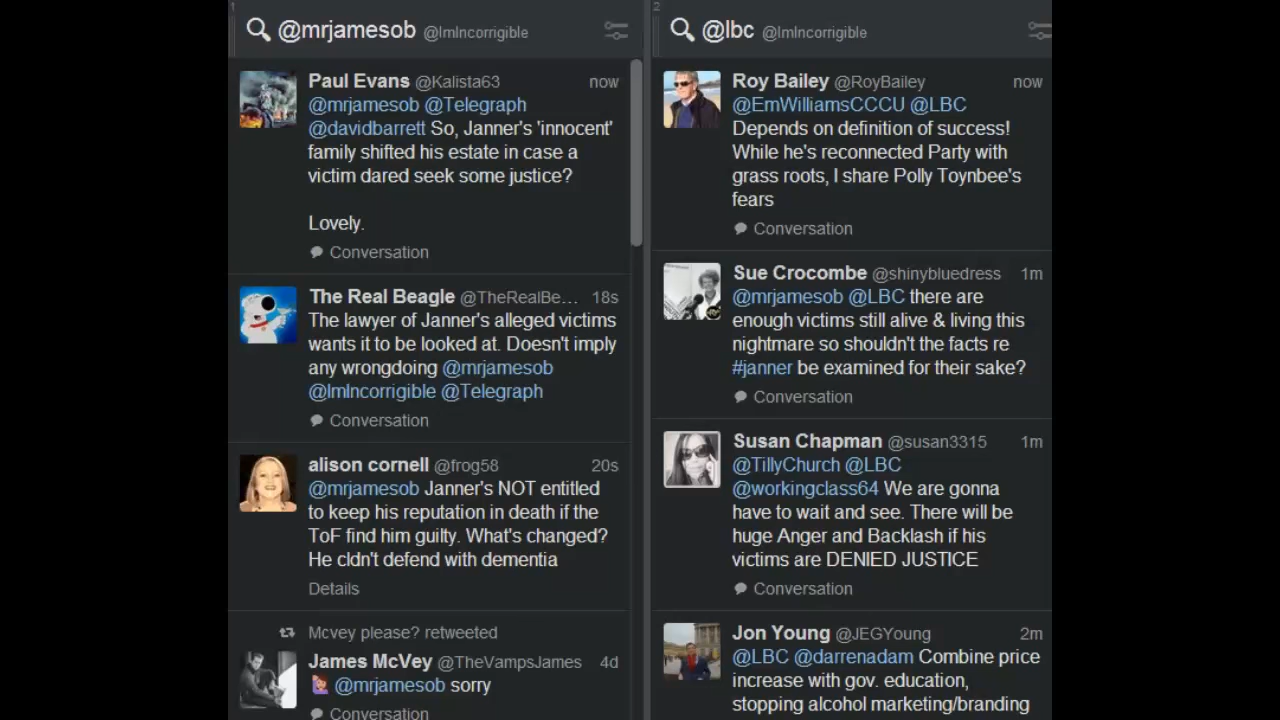 1
@mrjamesob @ImIncorrigible
Paul Evans @Kalista63 now
@mrjamesob @Telegraph
@davidbarrett So, Janner's 'innocent'
family shifted his estate in case a
victim dared seek some justice?
Lovely.
Conversation
The Real Beagle @TheRealBe... 18s
The lawyer of Janner's alleged victims
wants it to be looked at. Doesn't imply
any wrongdoing @mrjamesob
@ImIncorrigible @Telegraph
Conversation
alison cornell @frog58 20s
@mrjamesob Janner's NOT entitled
to keep his reputation in death if the
ToF find him guilty. What's changed?
He cldn't defend with dementia
Details
Mcvey please? retweeted
James McVey @TheVampsJames 4d
@mrjamesob sorry
Conversation
2
@lbc @ImIncorrigible
Roy Bailey @RoyBailey now
@EmWilliamsCCCU @LBC
Depends on definition of success!
While he's reconnected Party with
grass roots, I share Polly Toynbee's
fears
Conversation
Sue Crocombe @shinybluedress 1m
@mrjamesob @LBC there are
enough victims still alive & living this
nightmare so shouldn't the facts re
#janner be examined for their sake?
Conversation
Susan Chapman @susan3315 1m
@TillyChurch @LBC
@workingclass64 We are gonna
have to wait and see. There will be
huge Anger and Backlash if his
victims are DENIED JUSTICE
Conversation
Jon Young @JEGYoung 2m
@LBC @darrenadam Combine price
increase with gov. education,
stopping alcohol marketing/branding